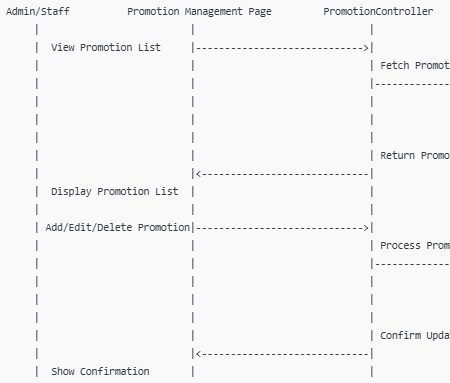 Admin/Staff Promotion Management Page PromotionController
View Promotion List
Fetch Promot
Return Promo
Display Promotion List
Add/Edit/Delete Promotion
Process Prom
Confirm Upda
Show Confirmation